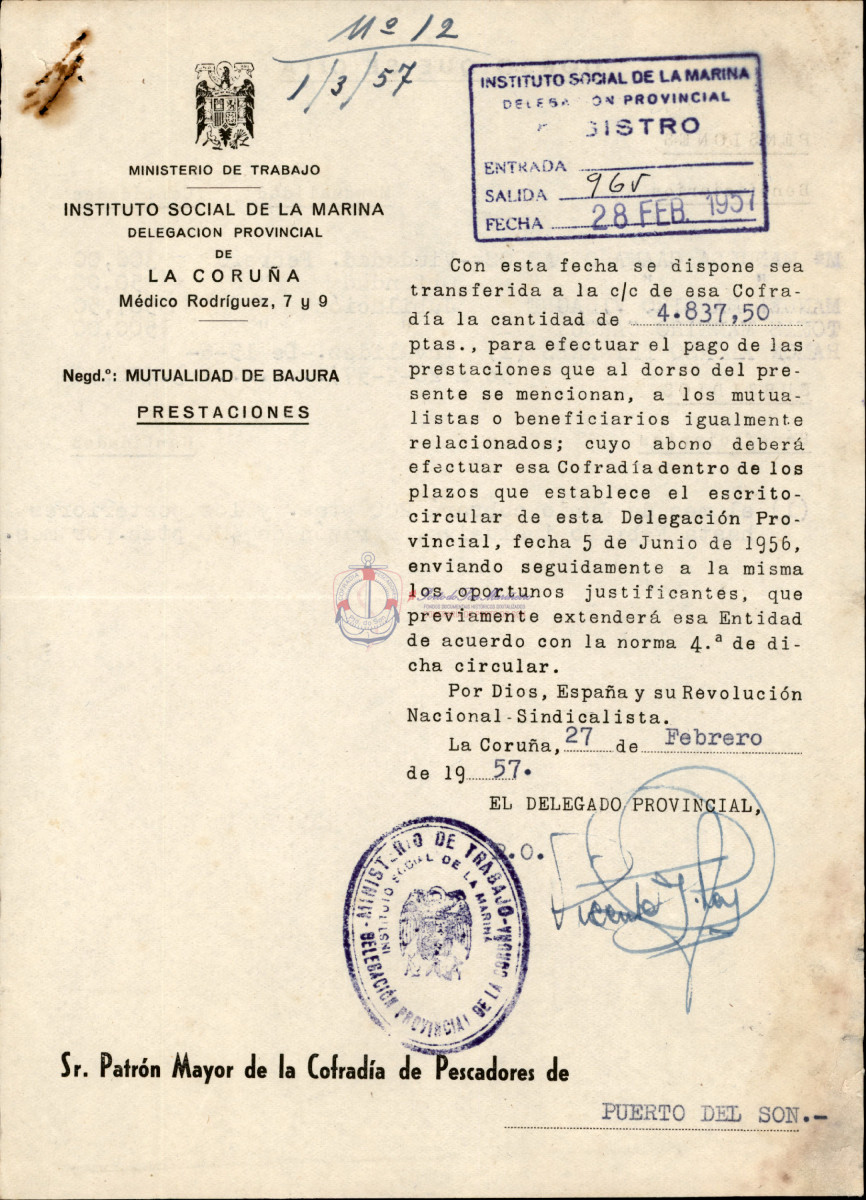 Nº 12
1/3/57
INSTITUTO SOCIAL DE LA MARINA
DELEGACION PROVINCIAL
REGISTRO
ENTRADA
SALIDA 965
FECHA 28 FEB. 1957
MINISTERIO DE TRABAJO
INSTITUTO SOCIAL DE LA MARINA
DELEGACION PROVINCIAL
DE
LA CORUÑA
Médico Rodríguez, 7 y 9
Negd.º: MUTUALIDAD DE BAJURA
PRESTACIONES
Con esta fecha se dispone sea
transferida a la c/c de esa Cofra-
día la cantidad de 4.837,50
ptas., para efectuar el pago de las
prestaciones que al dorso del pre-
sente se mencionan, a los mutua-
listas o beneficiarios igualmente
relacionados; cuyo abono deberá
efectuar esa Cofradía dentro de los
plazos que establece el escrito-
circular de esta Delegación Pro-
vincial, fecha 5 de Junio de 1956,
enviando seguidamente a la misma
los oportunos justificantes, que
previamente extenderá esa Entidad
de acuerdo con la norma 4.ª de di-
cha circular.
Por Dios, España y su Revolución
Nacional-Sindicalista.
La Coruña, 27 de Febrero
de 19 57.
EL DELEGADO PROVINCIAL,
P.O.
Vicente
MINISTERIO DE TRABAJO-
INSTITUTO SOCIAL DE LA MARINA
DELEGACIÓN PROVINCIAL DE LA CORUÑA
Sr. Patrón Mayor de la Cofradía de Pescadores de
PUERTO DEL SON.-